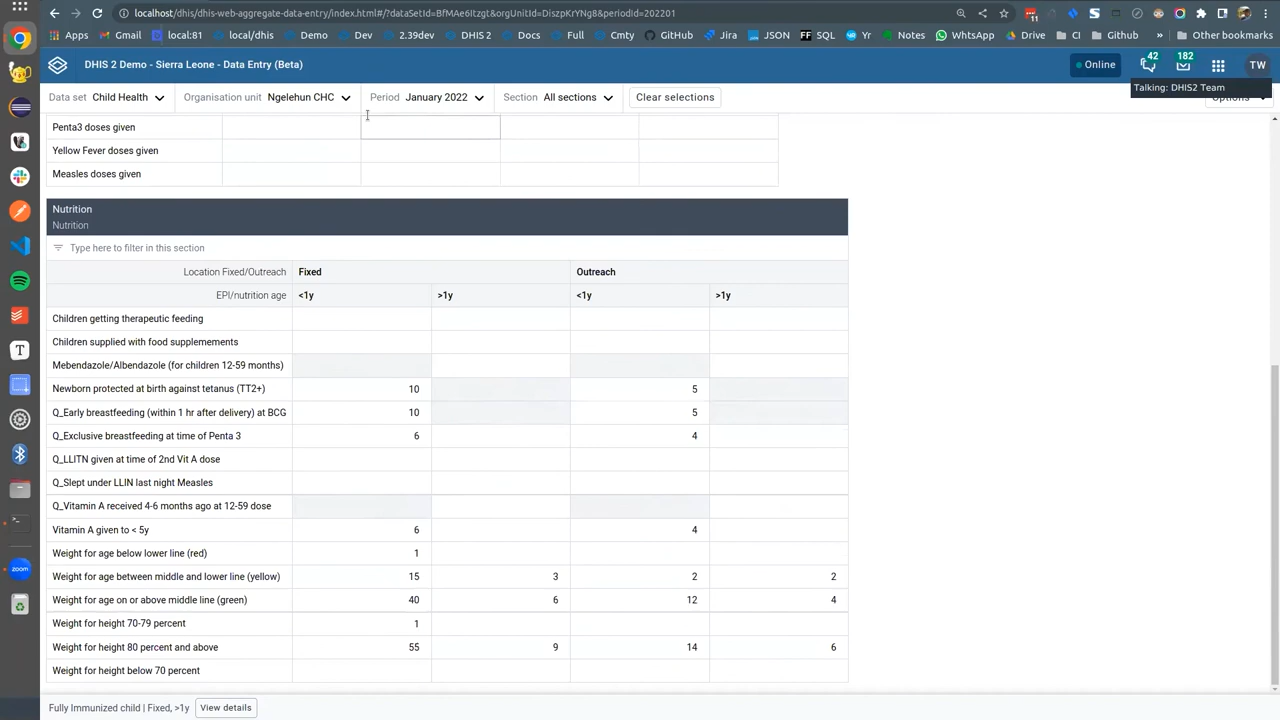 localhost/dhis/dhis-web-aggregate-data-entry/index.html#/?dataSetId=BfMAe6Itzgt&orgUnitId=DiszpKrYNg8&periodId=202201
Apps Gmail local:81 local/dhis Demo Dev 2.39dev DHIS 2 Docs Full Cmty GitHub Jira JSON SQL Yr Notes WhtsApp Drive CI Github » Other bookmarks
DHIS 2 Demo - Sierra Leone - Data Entry (Beta) Online 42 182 TW
Talking: DHIS2 Team
Data set Child Health Organisation unit Ngelehun CHC Period January 2022 Section All sections Clear selections Options
Penta3 doses given
Yellow Fever doses given
Measles doses given
Nutrition
Nutrition
Type here to filter in this section
Location Fixed/Outreach Fixed Outreach
EPI/nutrition age <1y >1y <1y >1y
Children getting therapeutic feeding
Children supplied with food supplemements
Mebendazole/Albendazole (for children 12-59 months)
Newborn protected at birth against tetanus (TT2+) 10 5
Q_Early breastfeeding (within 1 hr after delivery) at BCG 10 5
Q_Exclusive breastfeeding at time of Penta 3 6 4
Q_LLITN given at time of 2nd Vit A dose
Q_Slept under LLIN last night Measles
Q_Vitamin A received 4-6 months ago at 12-59 dose
Vitamin A given to < 5y 6 4
Weight for age below lower line (red) 1
Weight for age between middle and lower line (yellow) 15 3 2 2
Weight for age on or above middle line (green) 40 6 12 4
Weight for height 70-79 percent 1
Weight for height 80 percent and above 55 9 14 6
Weight for height below 70 percent
Fully Immunized child | Fixed, >1y View details
zoom